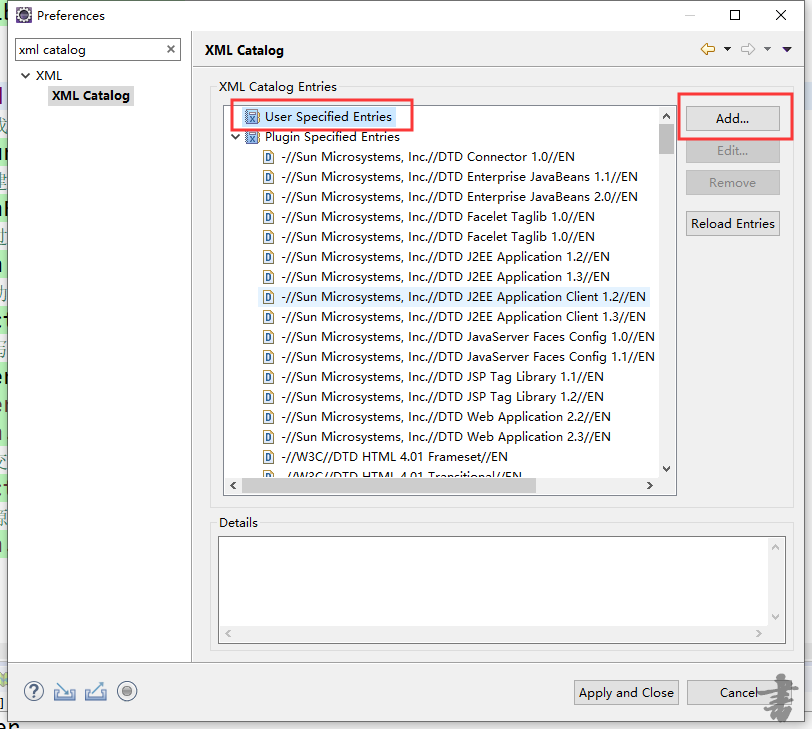 Preferences
xml catalog
XML
XML Catalog
XML Catalog
XML Catalog Entries
User Specified Entries
Plugin Specified Entries
-//Sun Microsystems, Inc.//DTD Connector 1.0//EN
-//Sun Microsystems, Inc.//DTD Enterprise JavaBeans 1.1//EN
-//Sun Microsystems, Inc.//DTD Enterprise JavaBeans 2.0//EN
-//Sun Microsystems, Inc.//DTD Facelet Taglib 1.0//EN
-//Sun Microsystems, Inc.//DTD Facelet Taglib 1.0//EN
-//Sun Microsystems, Inc.//DTD J2EE Application 1.2//EN
-//Sun Microsystems, Inc.//DTD J2EE Application 1.3//EN
-//Sun Microsystems, Inc.//DTD J2EE Application Client 1.2//EN
-//Sun Microsystems, Inc.//DTD J2EE Application Client 1.3//EN
-//Sun Microsystems, Inc.//DTD JavaServer Faces Config 1.0//EN
-//Sun Microsystems, Inc.//DTD JavaServer Faces Config 1.1//EN
-//Sun Microsystems, Inc.//DTD JSP Tag Library 1.1//EN
-//Sun Microsystems, Inc.//DTD JSP Tag Library 1.2//EN
-//Sun Microsystems, Inc.//DTD Web Application 2.2//EN
-//Sun Microsystems, Inc.//DTD Web Application 2.3//EN
-//W3C//DTD HTML 4.01 Frameset//EN
-//W3C//DTD HTML 4.01 Transitional//EN
Add...
Edit...
Remove
Reload Entries
Details
Apply and Close
Cancel
書